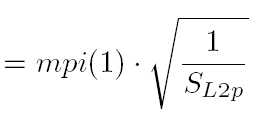 = mpi(1) · √(1/S_{L2p})